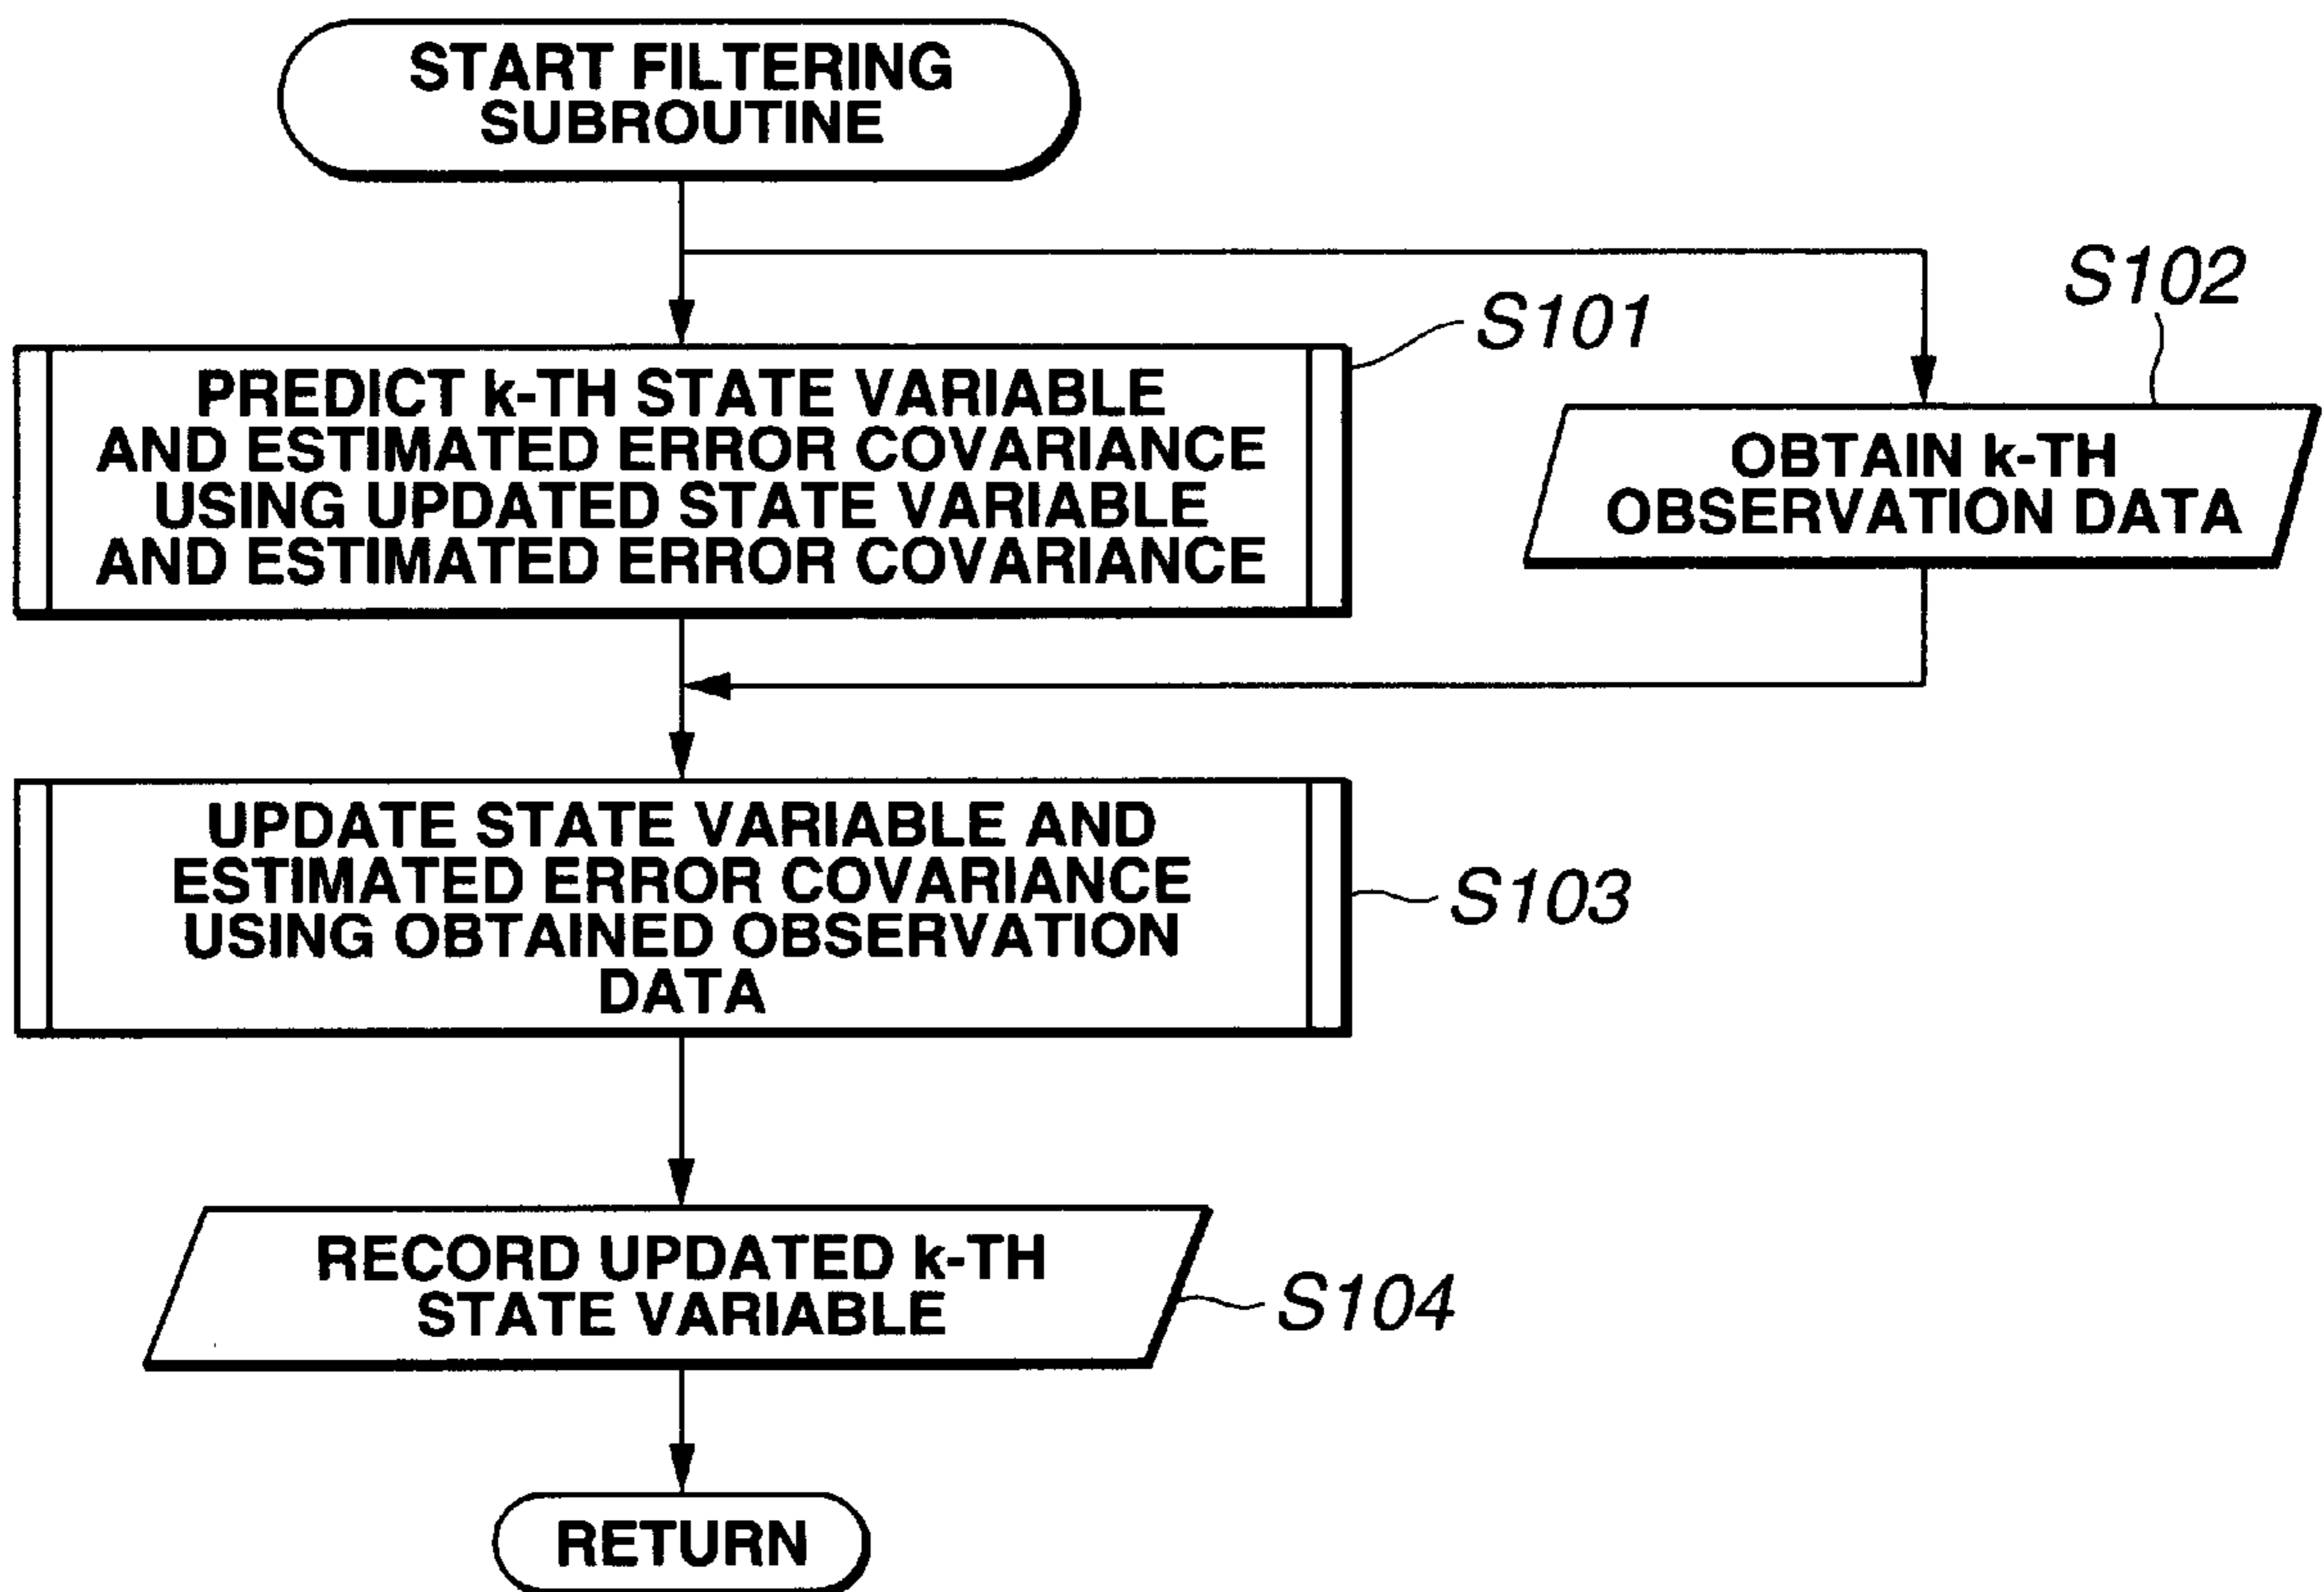 START FILTERING
SUBROUTINE
S102
S101
PREDICT k-TH STATE VARIABLE
AND ESTIMATED ERROR COVARIANCE
USING UPDATED STATE VARIABLE
AND ESTIMATED ERROR COVARIANCE
OBTAIN k-TH
OBSERVATION DATA
UPDATE STATE VARIABLE AND
ESTIMATED ERROR COVARIANCE
USING OBTAINED OBSERVATION
DATA
S103
RECORD UPDATED k-TH
STATE VARIABLE
S104
RETURN